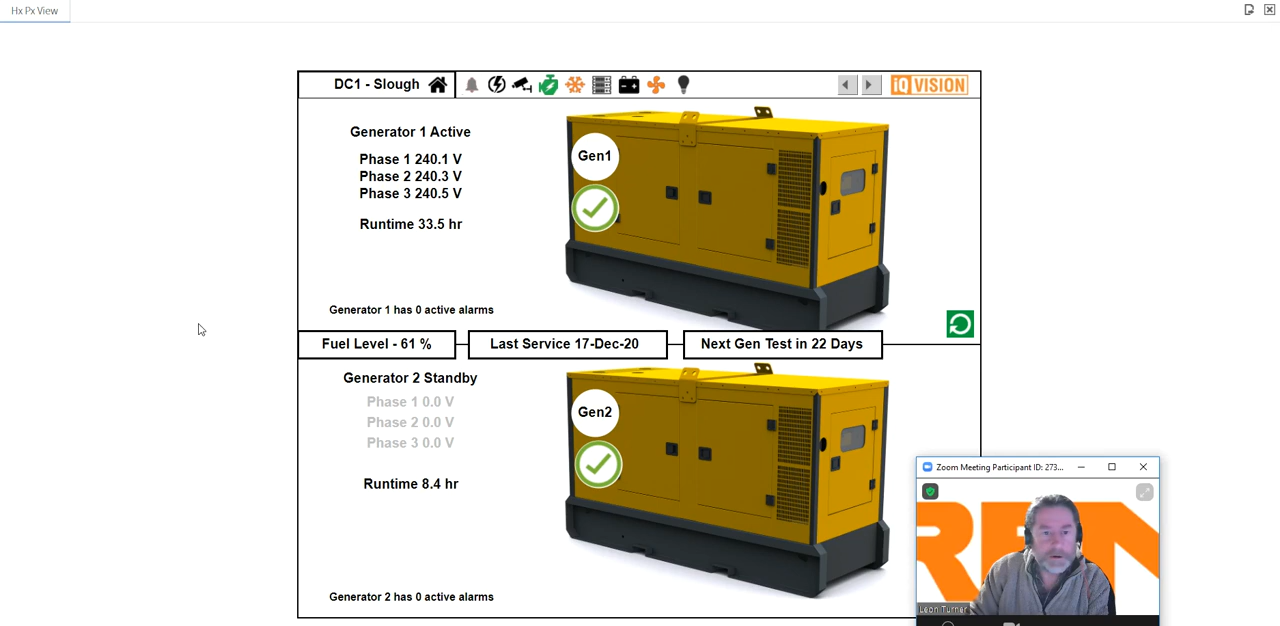 Hx Px View
DC1 - Slough
iQ VISION
Generator 1 Active
Phase 1 240.1 V
Phase 2 240.3 V
Phase 3 240.5 V
Runtime 33.5 hr
Gen1
Generator 1 has 0 active alarms
Fuel Level - 61 %
Last Service 17-Dec-20
Next Gen Test in 22 Days
Generator 2 Standby
Phase 1 0.0 V
Phase 2 0.0 V
Phase 3 0.0 V
Runtime 8.4 hr
Gen2
Generator 2 has 0 active alarms
Zoom Meeting Participant ID: 273...
Leon Turner